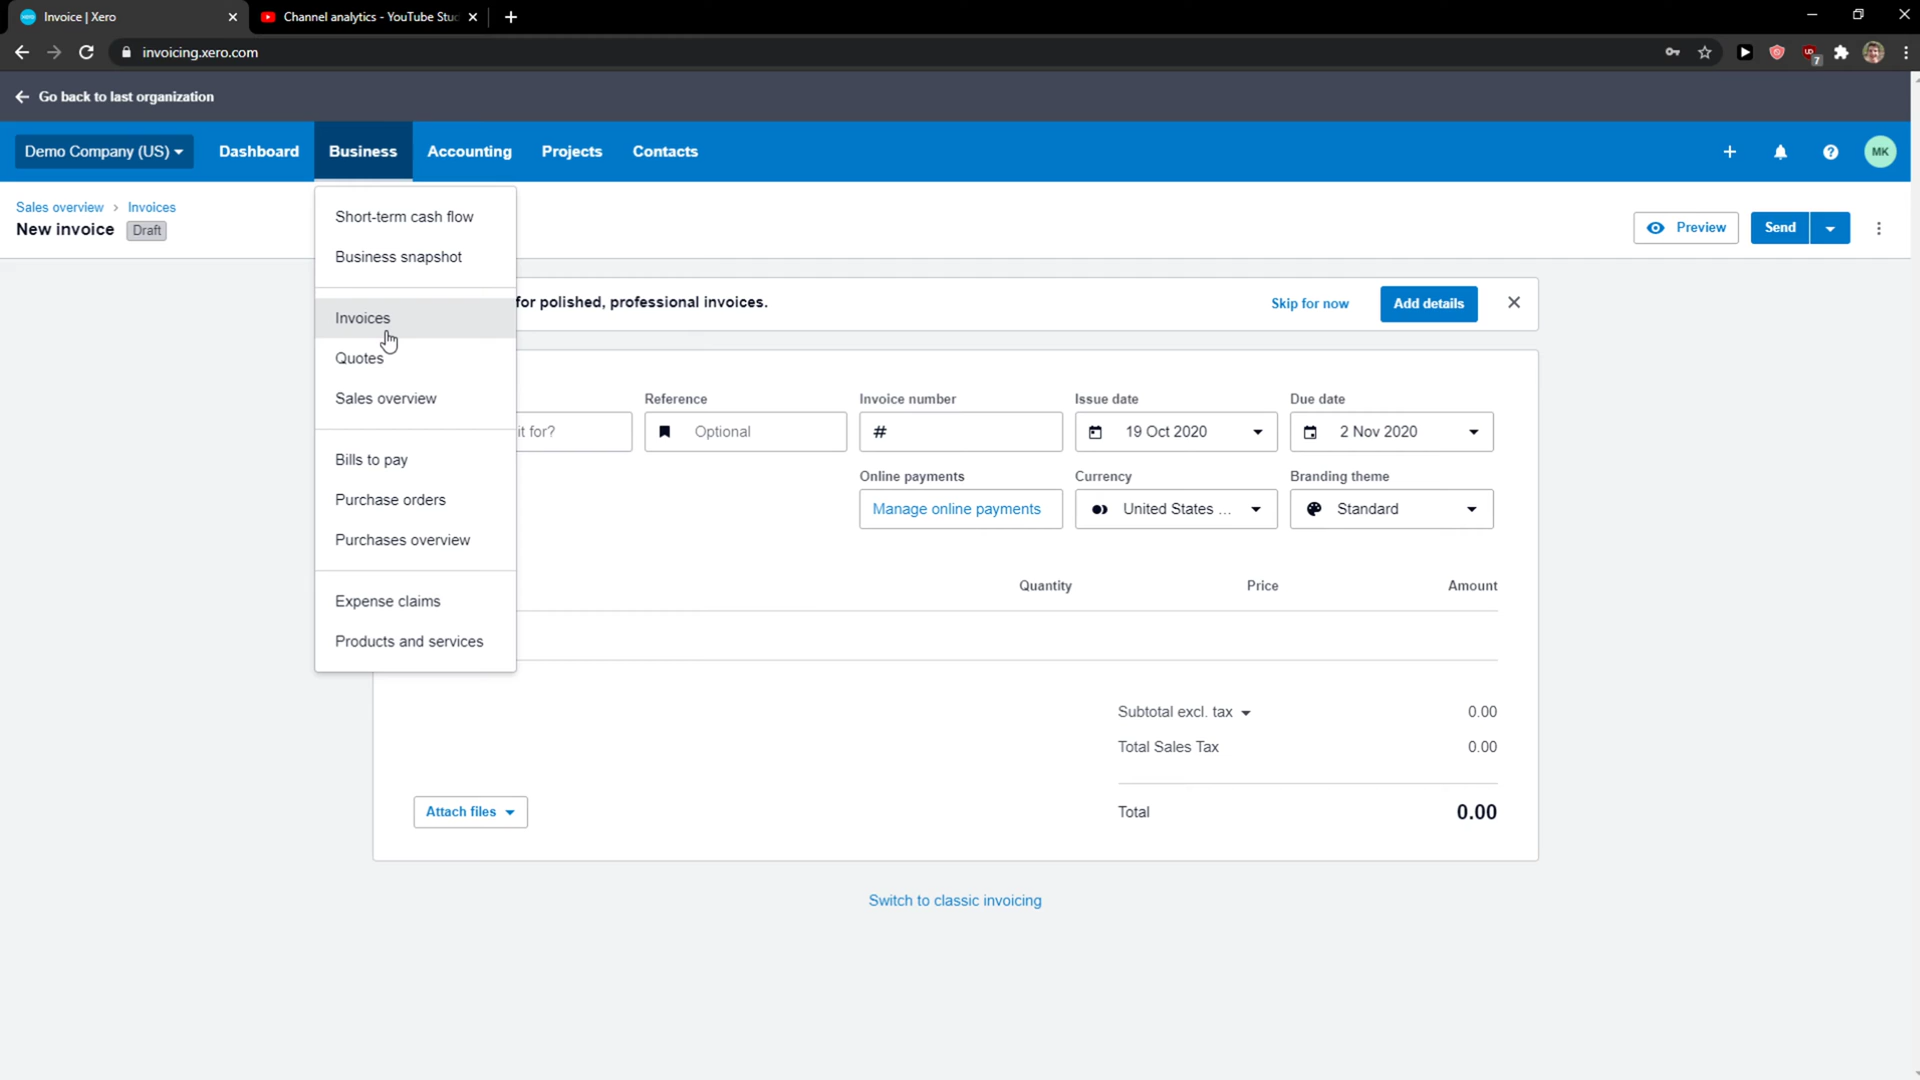 Invoice | Xero
Channel analytics - YouTube Stu
invoicing.xero.com
7
Go back to last organization
Demo Company (US)
Dashboard
Business
Accounting
Projects
Contacts
MK
Sales overview > Invoices
New invoice Draft
Preview
Send
Short-term cash flow
Business snapshot
Invoices
Quotes
Sales overview
Bills to pay
Purchase orders
Purchases overview
Expense claims
Products and services
for polished, professional invoices.
Skip for now
Add details
Reference
Invoice number
Issue date
Due date
it for?
Optional
#
19 Oct 2020
2 Nov 2020
Online payments
Currency
Branding theme
Manage online payments
United States ...
Standard
Quantity
Price
Amount
Subtotal excl. tax
0.00
Total Sales Tax
0.00
Attach files
Total
0.00
Switch to classic invoicing